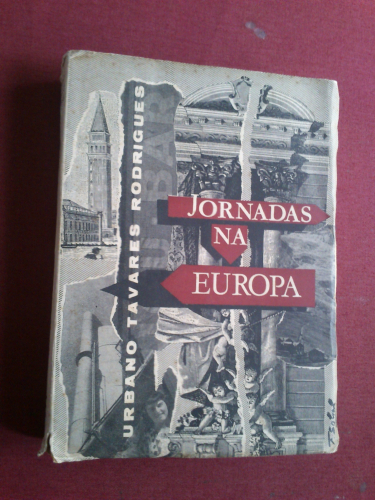 URBANO TAVARES RODRIGUES
JORNADAS
NA
EUROPA